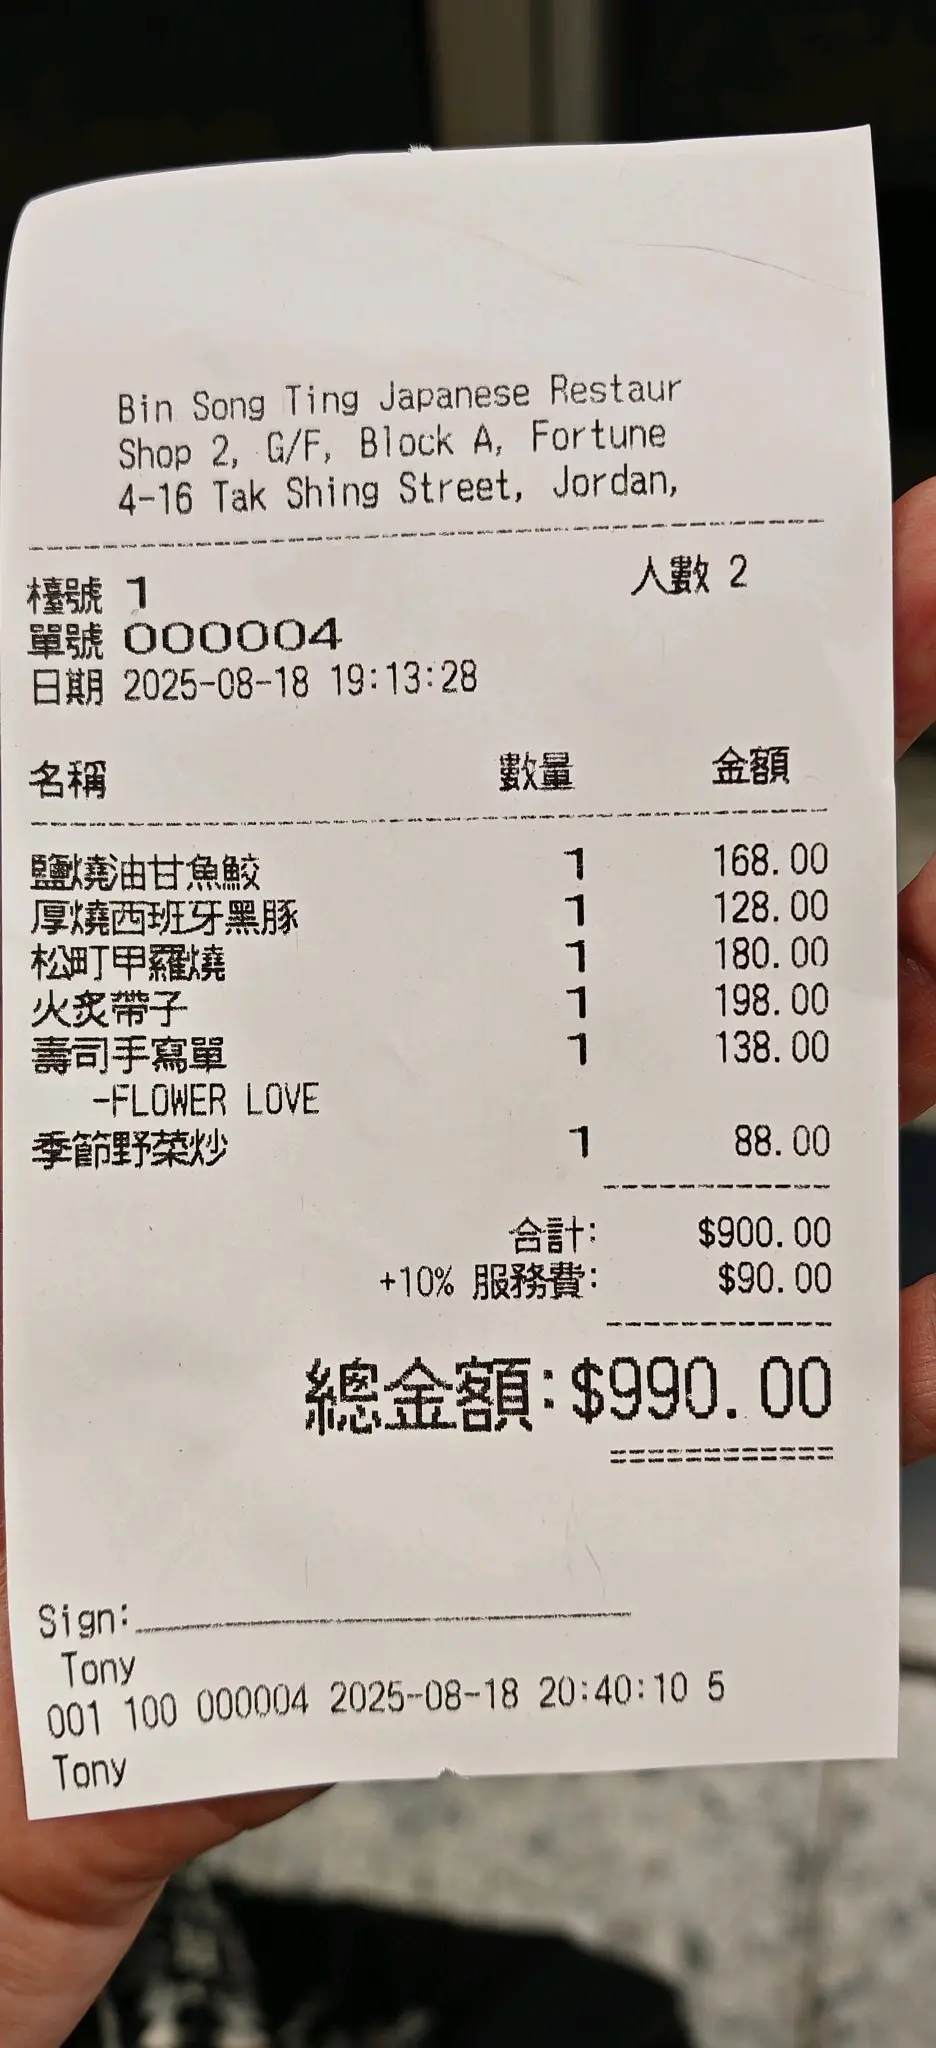 Bin Song Ting Japanese Restaur
Shop 2, G/F, Block A, Fortune
4-16 Tak Shing Street, Jordan,
檯號 1 人數 2
單號 000004
日期 2025-08-18 19:13:28
名稱 數量 金額
鹽燒油甘魚鮫 1 168.00
厚燒西班牙黑豚 1 128.00
松町甲羅燒 1 180.00
火炙帶子 1 198.00
壽司手寫單 1 138.00
-FLOWER LOVE
季節野菜炒 1 88.00
合計: $900.00
+10% 服務費: $90.00
總金額:$990.00
Sign:
Tony
001 100 000004 2025-08-18 20:40:10 5
Tony